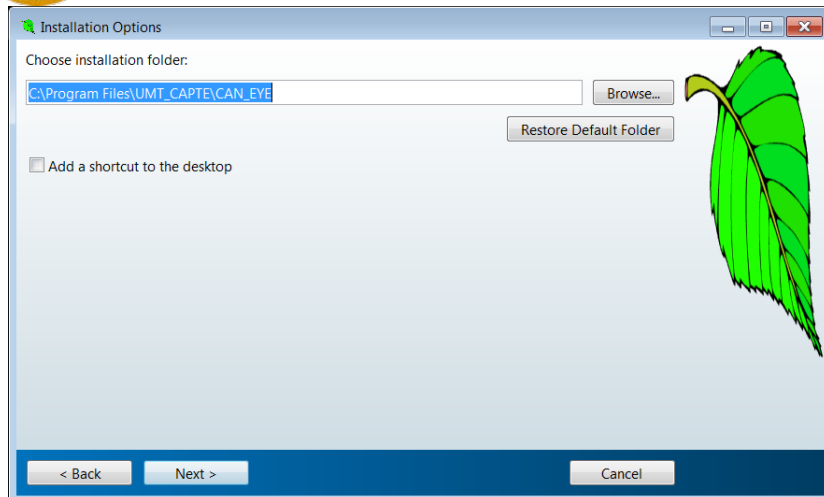 Installation Options
Choose installation folder:
C:\Program Files\UMT_CAPTE\CAN_EYE
Browse...
Restore Default Folder
Add a shortcut to the desktop
< Back
Next >
Cancel